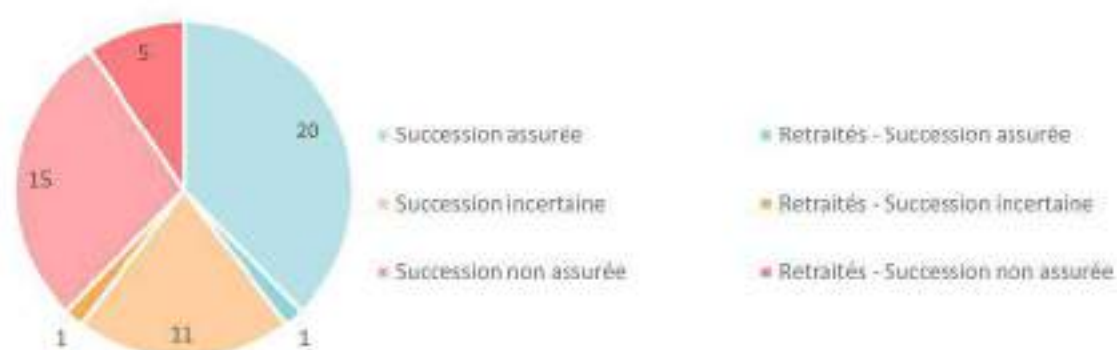 5
20
15
11
1
1
Succession assurée
Retraités - Succession assurée
Succession incertaine
Retraités - Succession incertaine
Succession non assurée
Retraités - Succession non assurée